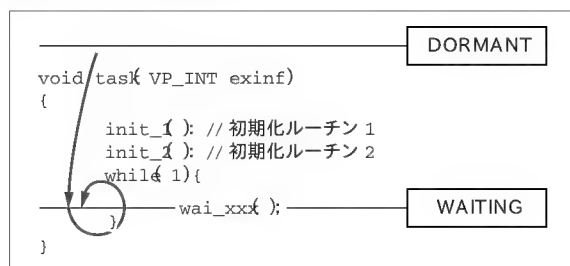 DORMANT
void task( VP_INT exinf)
{
init_1( ): // 初期化ルーチン 1
init_2( ): // 初期化ルーチン 2
while( 1){
wai_xxx( ); WAITING
}
}